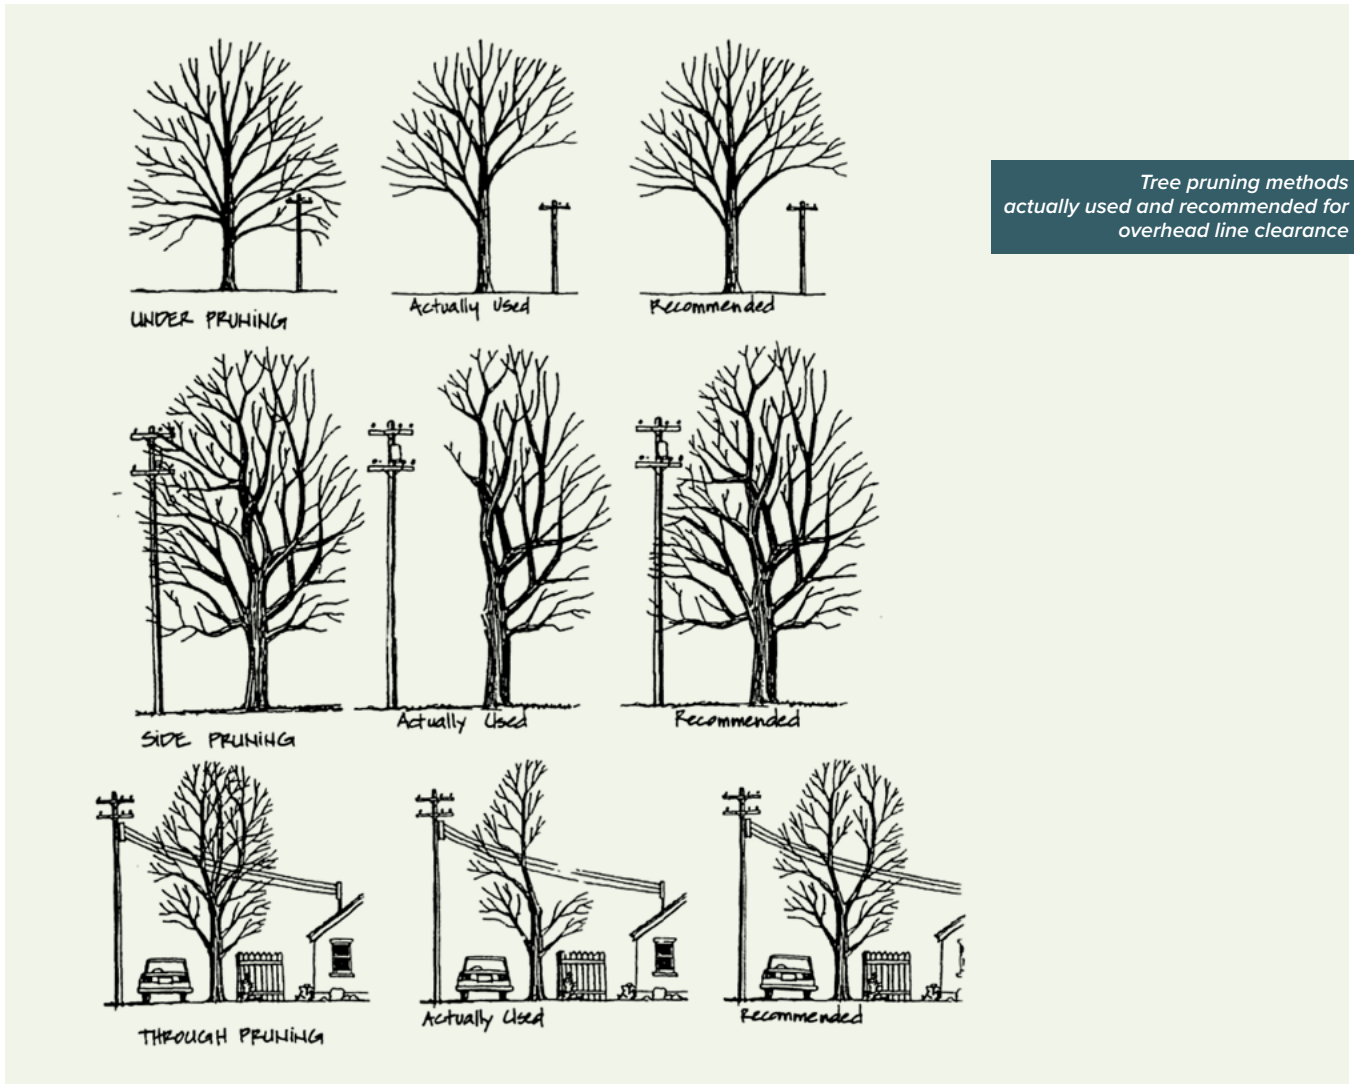 Tree pruning methods
actually used and recommended for
overhead line clearance
UNDER PRUNING
Actually Used
Recommended
SIDE PRUNING
Actually Used
Recommended
THROUGH PRUNING
Actually Used
Recommended